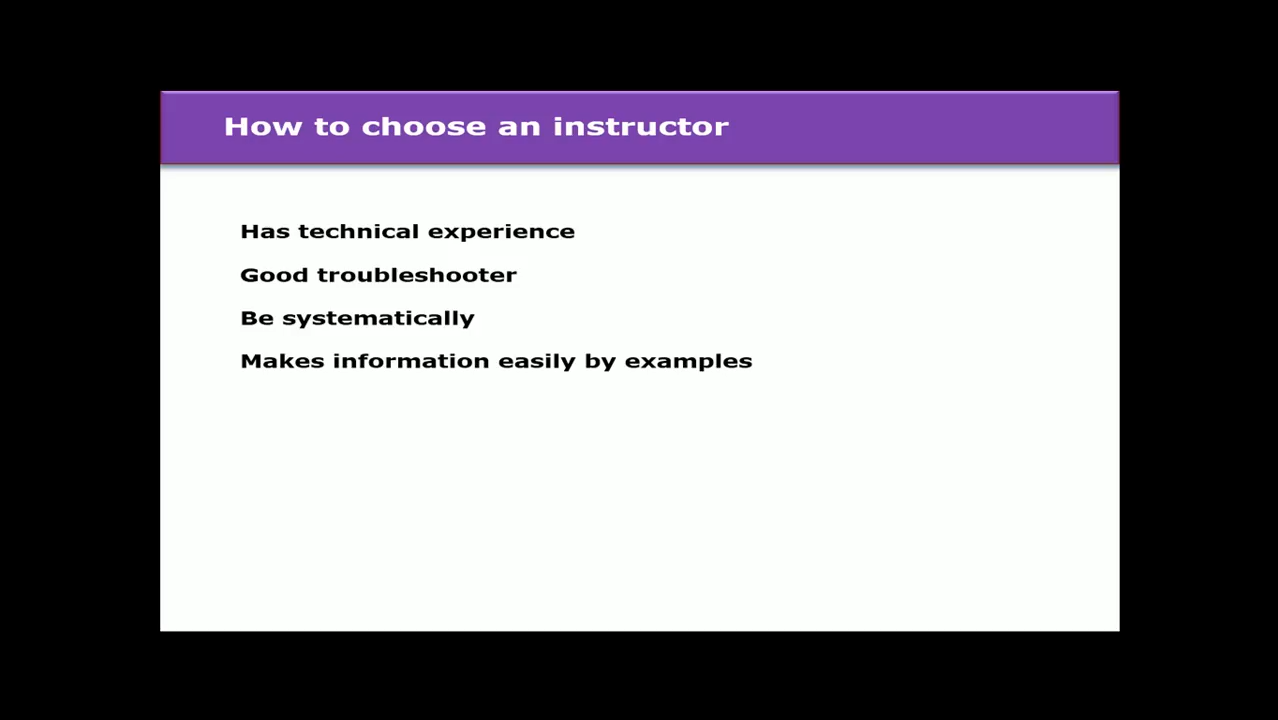 How to choose an instructor
Has technical experience
Good troubleshooter
Be systematically
Makes information easily by examples